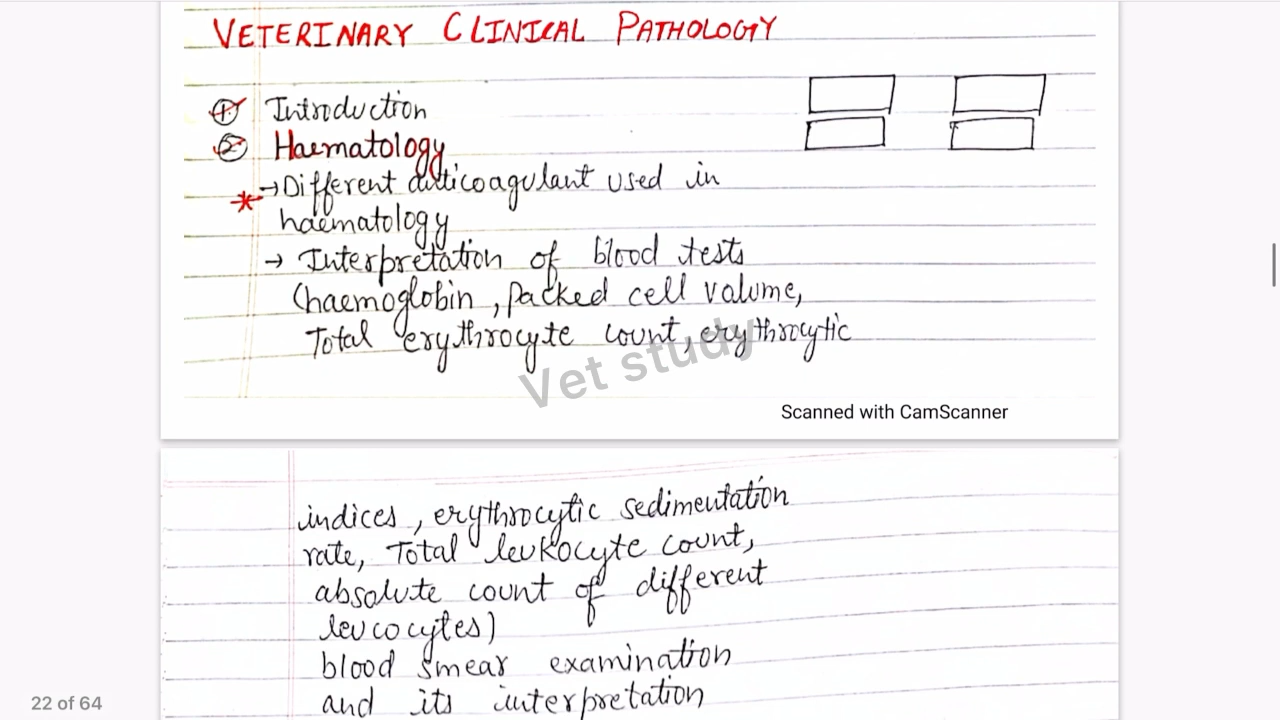 VETERINARY CLINICAL PATHOLOGY
① Introduction
② Haematology
* → Different anticoagulant used in
haematology
→ Interpretation of blood tests
(haemoglobin, packed cell volume,
Total erythrocyte count, erythrocytic
Vet study
Scanned with CamScanner
indices, erythrocytic sedimentation
rate, Total leukocyte count,
absolute count of different
leucocytes)
blood smear examination
and its interpretation
22 of 64